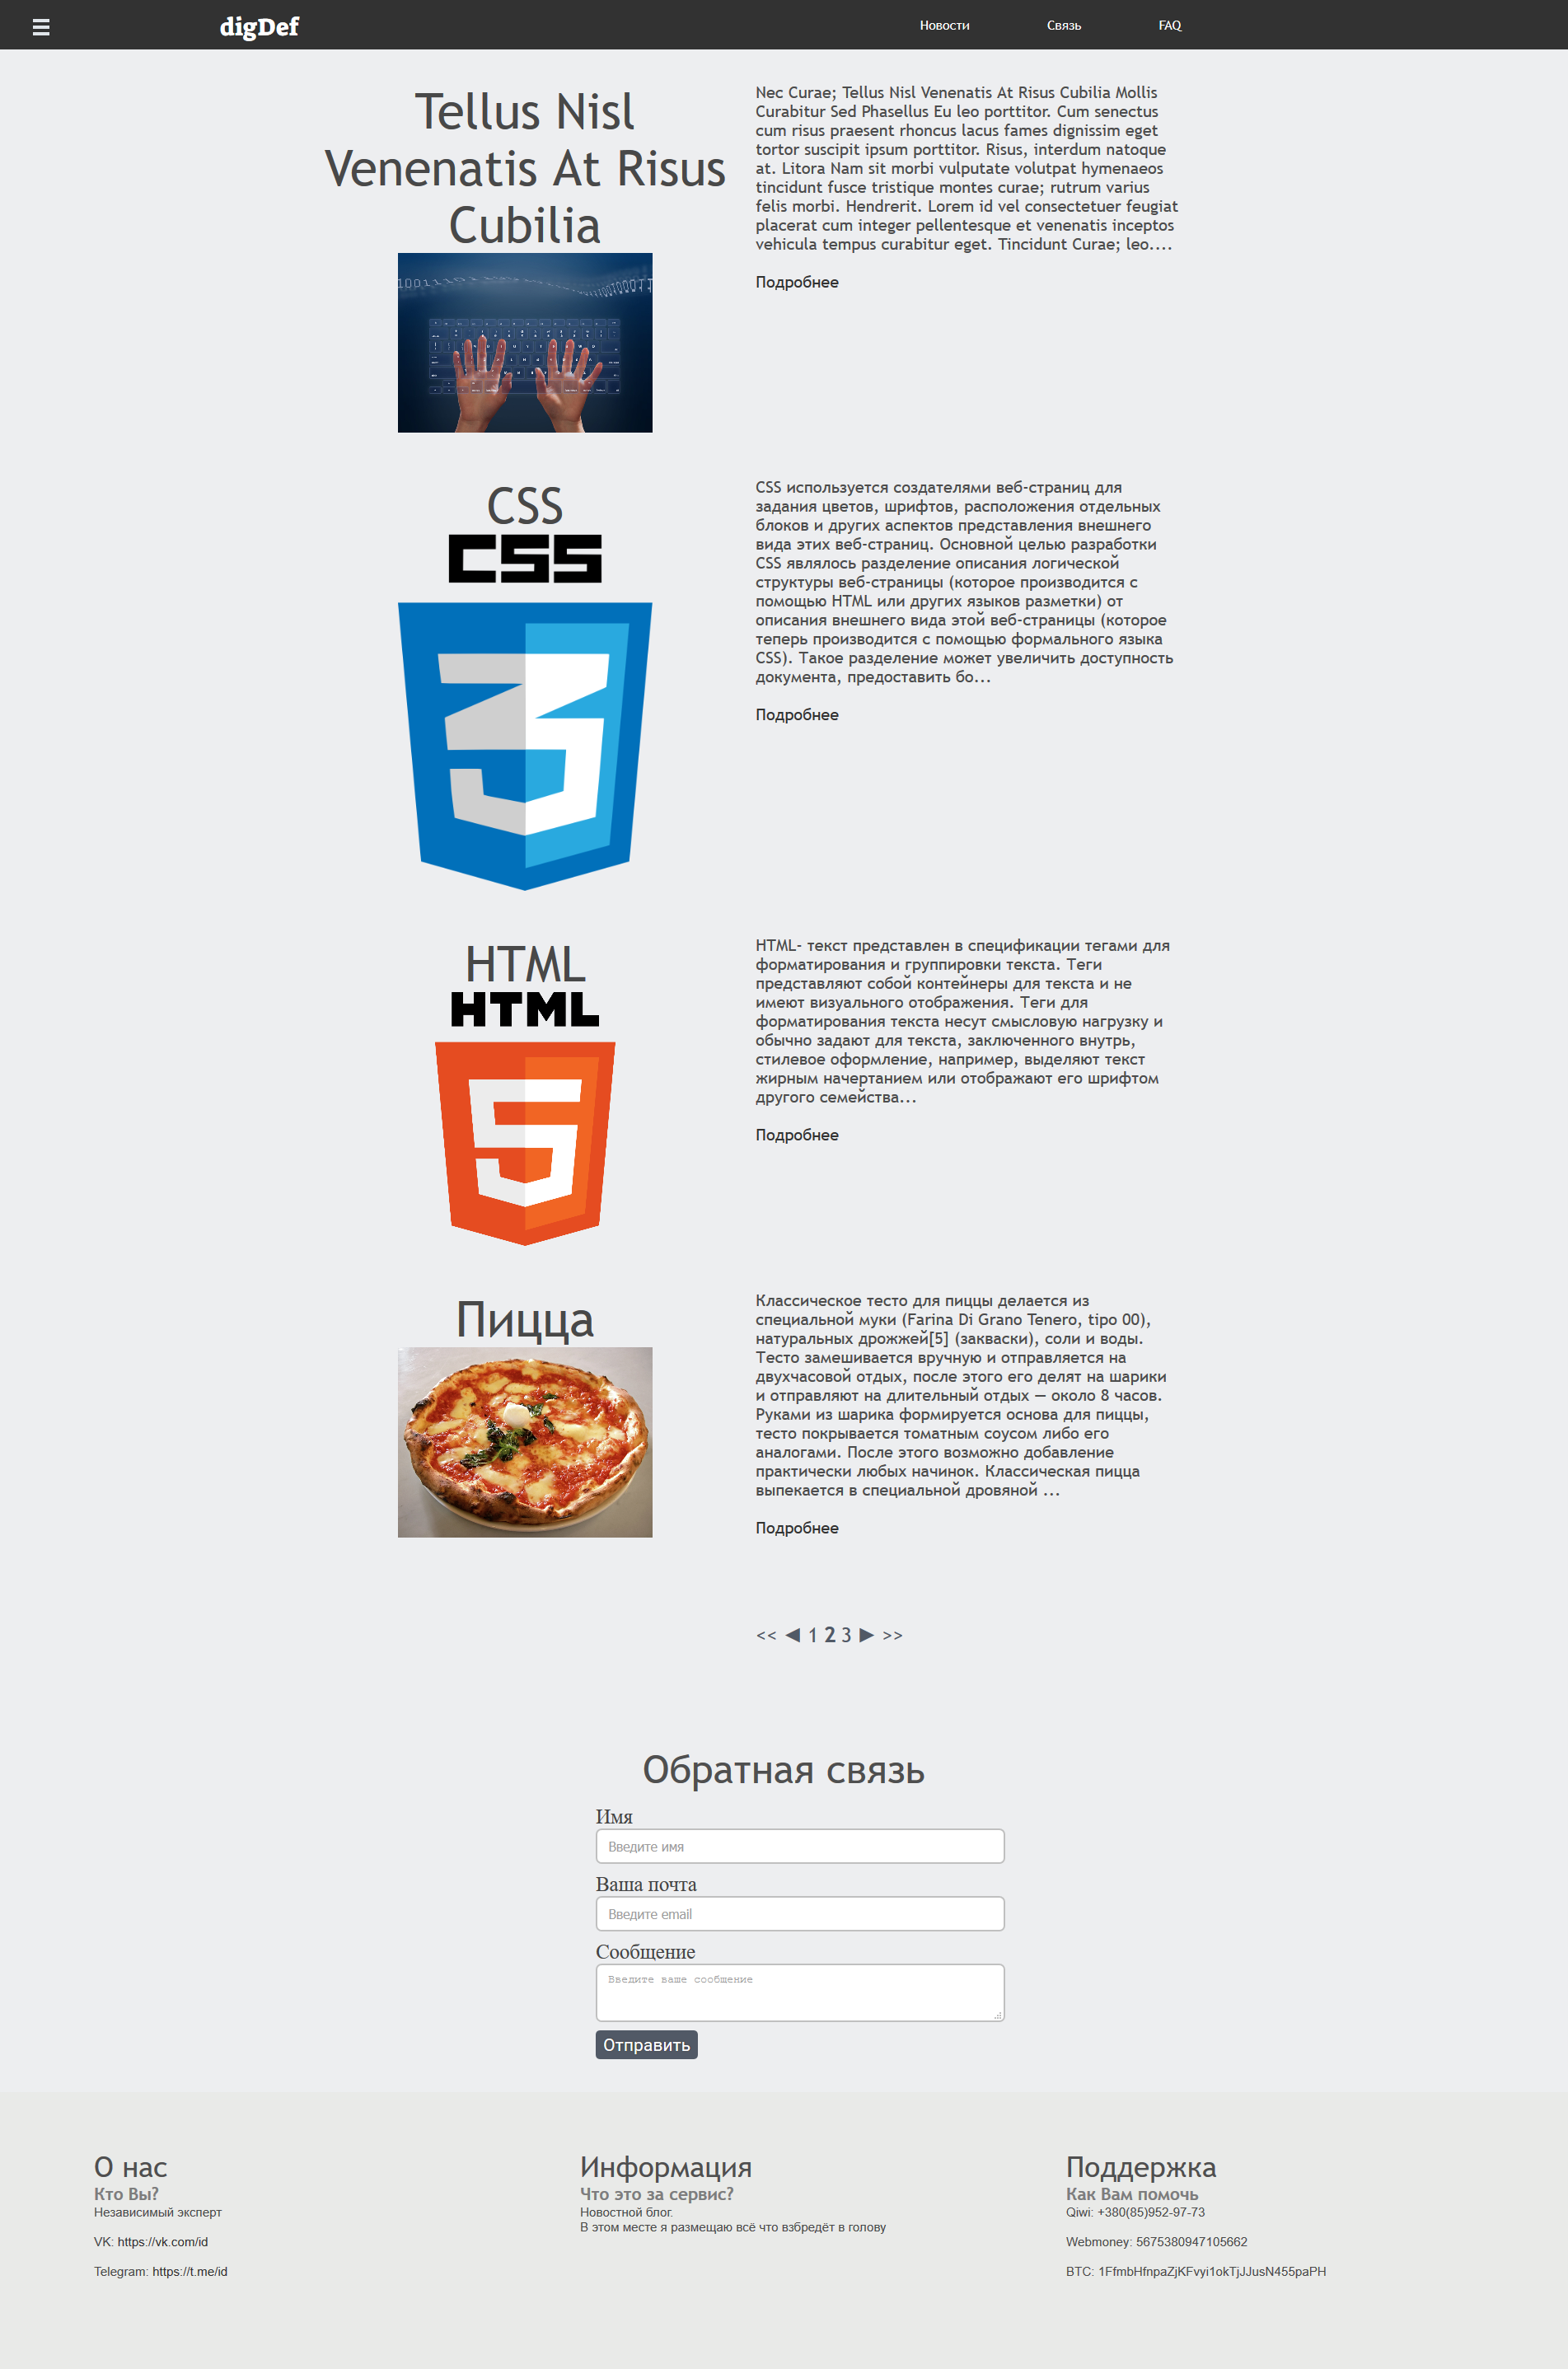 digDef
Новости
Связь
FAQ
Tellus Nisl
Venenatis At Risus
Cubilia
Nec Curae; Tellus Nisl Venenatis At Risus Cubilia Mollis
Curabitur Sed Phasellus Eu leo porttitor. Cum senectus
cum risus praesent rhoncus lacus fames dignissim eget
tortor suscipit ipsum porttitor. Risus, interdum natoque
at. Litora Nam sit morbi vulputate volutpat hymenaeos
tincidunt fusce tristique montes curae; rutrum varius
felis morbi. Hendrerit. Lorem id vel consectetuer feugiat
placerat cum integer pellentesque et venenatis inceptos
vehicula tempus curabitur eget. Tincidunt Curae; leo....
Подробнее
CSS
CSS
3
CSS используется создателями веб-страниц для
задания цветов, шрифтов, расположения отдельных
блоков и других аспектов представления внешнего
вида этих веб-страниц. Основной целью разработки
CSS являлось разделение описания логической
структуры веб-страницы (которое производится с
помощью HTML или других языков разметки) от
описания внешнего вида этой веб-страницы (которое
теперь производится с помощью формального языка
CSS). Такое разделение может увеличить доступность
документа, предоставить бо...
Подробнее
HTML
HTML
5
HTML- текст представлен в спецификации тегами для
форматирования и группировки текста. Теги
представляют собой контейнеры для текста и не
имеют визуального отображения. Теги для
форматирования текста несут смысловую нагрузку и
обычно задают для текста, заключенного внутрь,
стилевое оформление, например, выделяют текст
жирным начертанием или отображают его шрифтом
другого семейства...
Подробнее
Пицца
Классическое тесто для пиццы делается из
специальной муки (Farina Di Grano Tenero, tipo 00),
натуральных дрожжей[5] (закваски), соли и воды.
Тесто замешивается вручную и отправляется на
двухчасовой отдых, после этого его делят на шарики
и отправляют на длительный отдых — около 8 часов.
Руками из шарика формируется основа для пиццы,
тесто покрывается томатным соусом либо его
аналогами. После этого возможно добавление
практически любых начинок. Классическая пицца
выпекается в специальной дровяной ...
Подробнее
<< ◄ 1 2 3 ► >>
Обратная связь
Имя
Введите имя
Ваша почта
Введите email
Сообщение
Введите ваше сообщение
Отправить
О нас
Кто Вы?
Независимый эксперт
VK: https://vk.com/id
Telegram: https://t.me/id
Информация
Что это за сервис?
Новостной блог.
В этом месте я размещаю всё что взбредёт в голову
Поддержка
Как Вам помочь
Qiwi: +380(85)952-97-73
Webmoney: 5675380947105662
BTC: 1FfmbHfnpaZjKFvyi1okTjJJusN455paPH